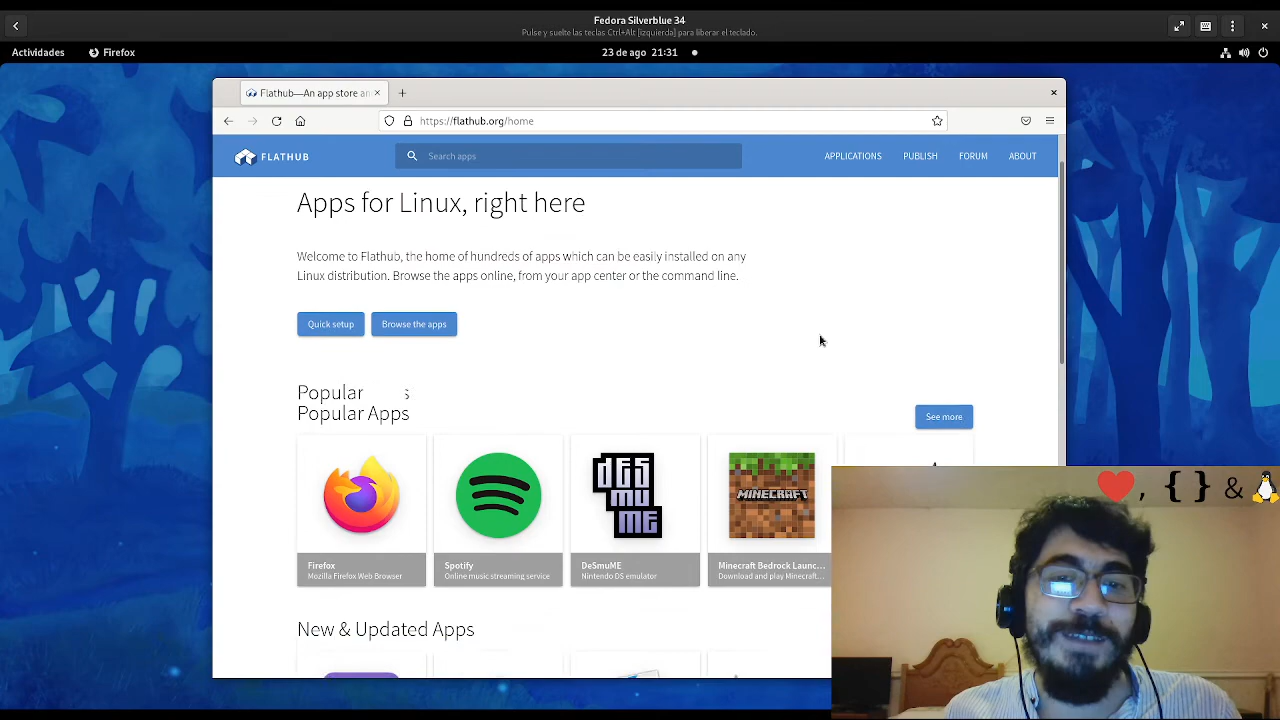 Fedora Silverblue 34
Pulse y suelte las teclas Ctrl+Alt [izquierda] para liberar el teclado.
Actividades Firefox 23 de ago 21:31
Flathub—An app store an
https://flathub.org/home
FLATHUB Search apps APPLICATIONS PUBLISH FORUM ABOUT
Apps for Linux, right here
Welcome to Flathub, the home of hundreds of apps which can be easily installed on any
Linux distribution. Browse the apps online, from your app center or the command line.
Quick setup Browse the apps
Popular s
Popular Apps See more
des
mu
me
MINECRAFT
Firefox
Mozilla Firefox Web Browser
Spotify
Online music streaming service
DeSmuME
Nintendo DS emulator
Minecraft Bedrock Launc...
Download and play Minecraft...
New & Updated Apps
, { } &